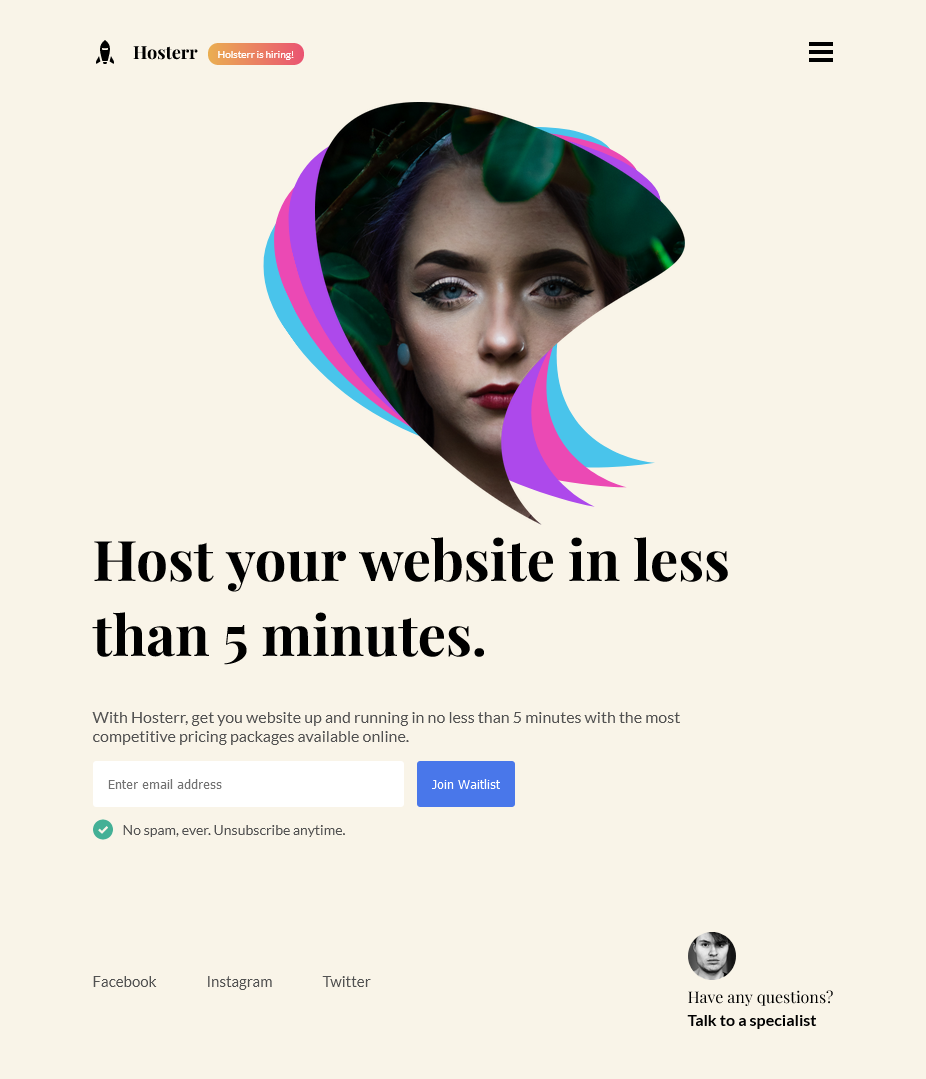 Hosterr
Holsterr is hiring!
Host your website in less
than 5 minutes.
With Hosterr, get you website up and running in no less than 5 minutes with the most
competitive pricing packages available online.
Enter email address
Join Waitlist
No spam, ever. Unsubscribe anytime.
Facebook
Instagram
Twitter
Have any questions?
Talk to a specialist